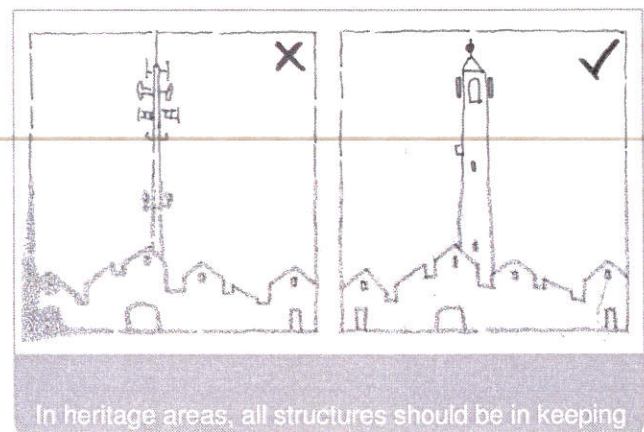 In heritage areas, all structures should be in keeping